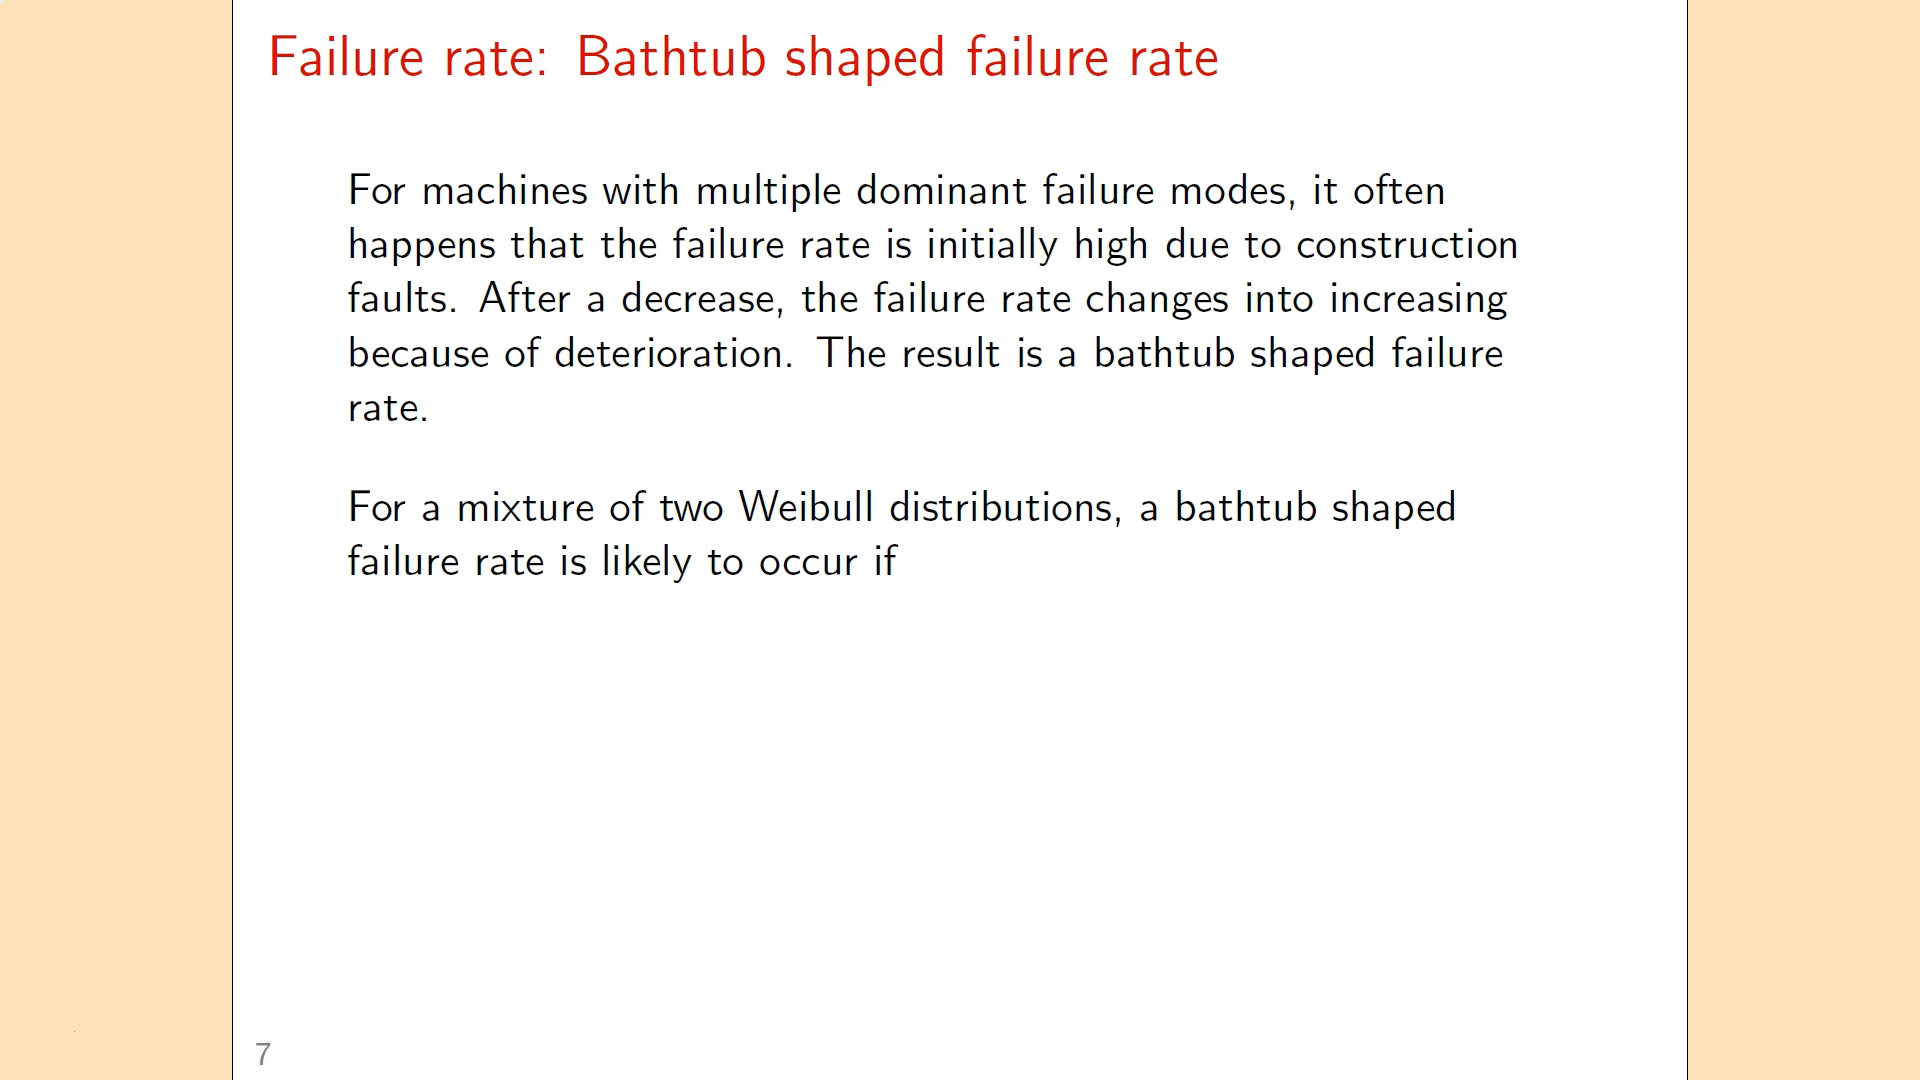 Failure rate: Bathtub shaped failure rate
For machines with multiple dominant failure modes, it often
happens that the failure rate is initially high due to construction
faults. After a decrease, the failure rate changes into increasing
because of deterioration. The result is a bathtub shaped failure
rate.
For a mixture of two Weibull distributions, a bathtub shaped
failure rate is likely to occur if
7